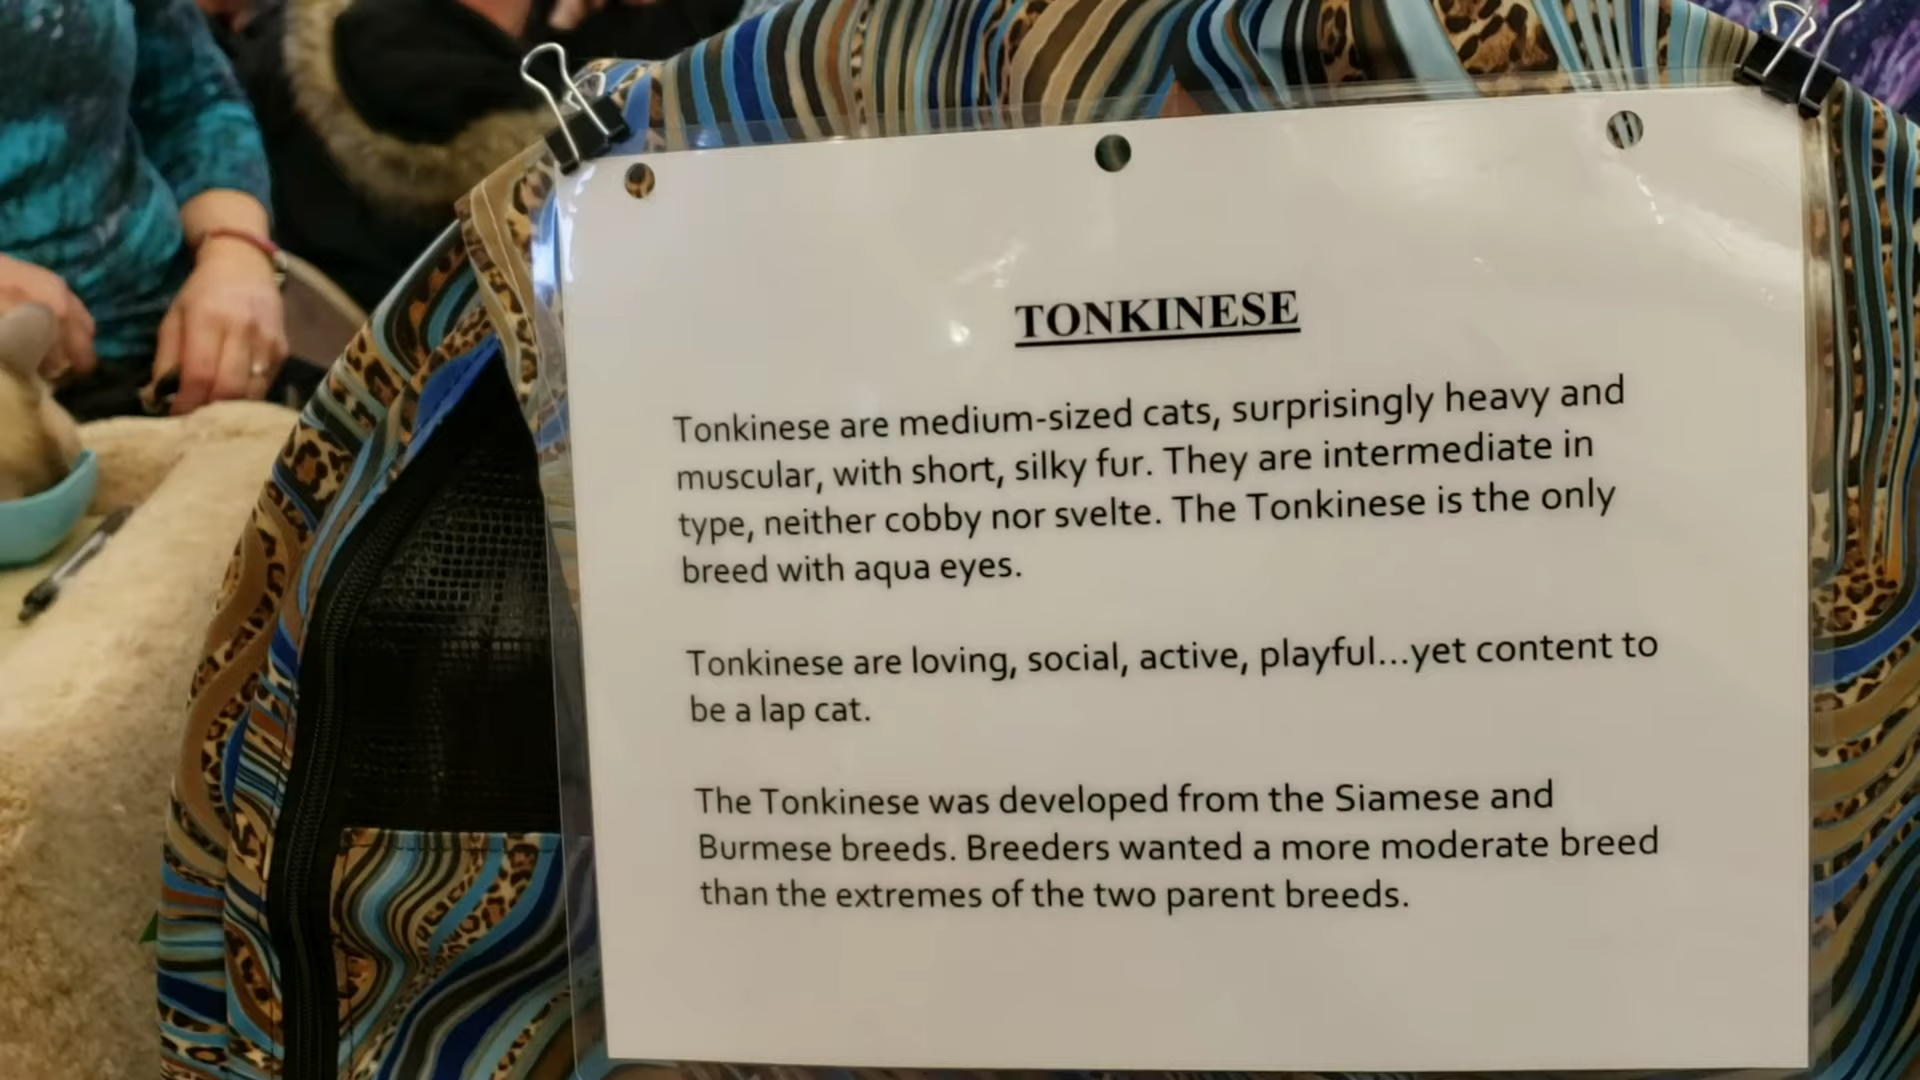 TONKINESE
Tonkinese are medium-sized cats, surprisingly heavy and
muscular, with short, silky fur. They are intermediate in
type, neither cobby nor svelte. The Tonkinese is the only
breed with aqua eyes.
Tonkinese are loving, social, active, playful...yet content to
be a lap cat.
The Tonkinese was developed from the Siamese and
Burmese breeds. Breeders wanted a more moderate breed
than the extremes of the two parent breeds.